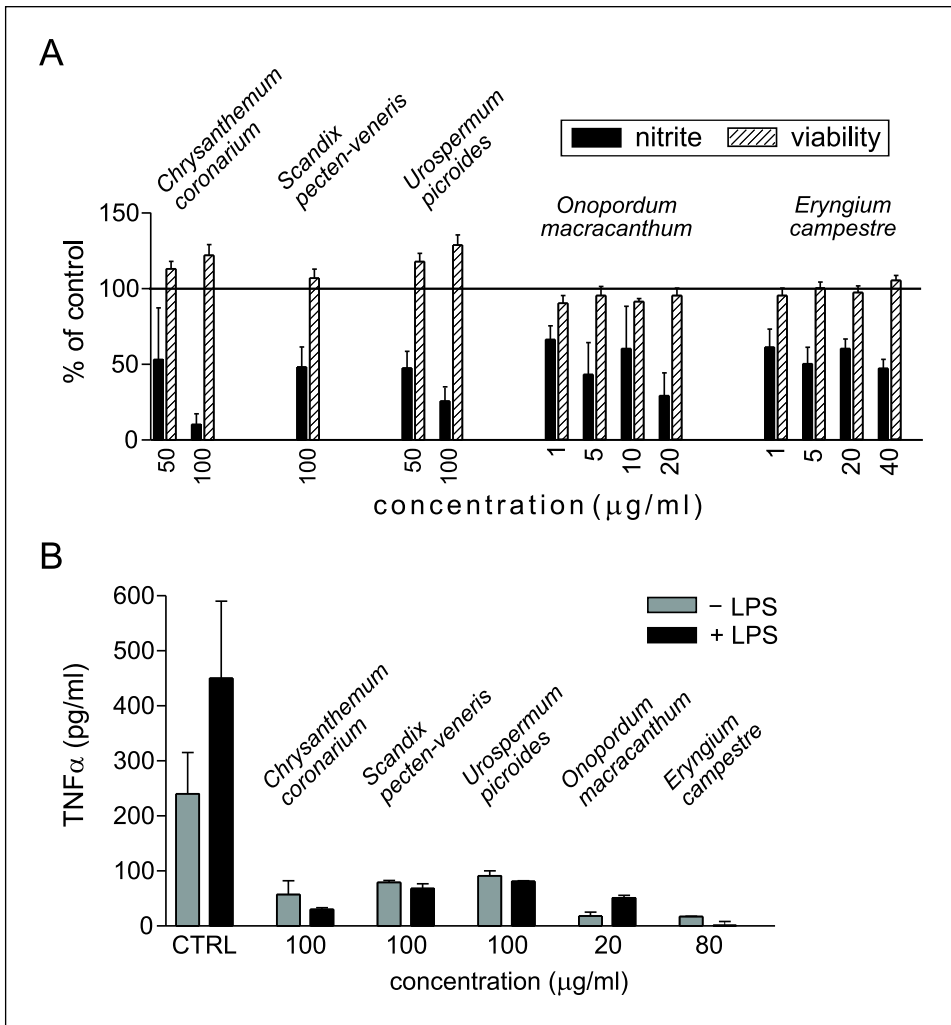 A
Chrysanthemum
coronarium
Scandix
pecten-veneris
Urospermum
picroides
nitrite
viability
Onopordum
macracanthum
Eryngium
campestre
% of control
150
100
50
0
50
100
100
50
100
1
5
10
20
1
5
20
40
concentration (μg/ml)
B
TNFα (pg/ml)
600
500
400
300
200
100
0
− LPS
+ LPS
Chrysanthemum
coronarium
Scandix
pecten-veneris
Urospermum
picroides
Onopordum
macracanthum
Eryngium
campestre
CTRL 100 100 100 20 80
concentration (μg/ml)